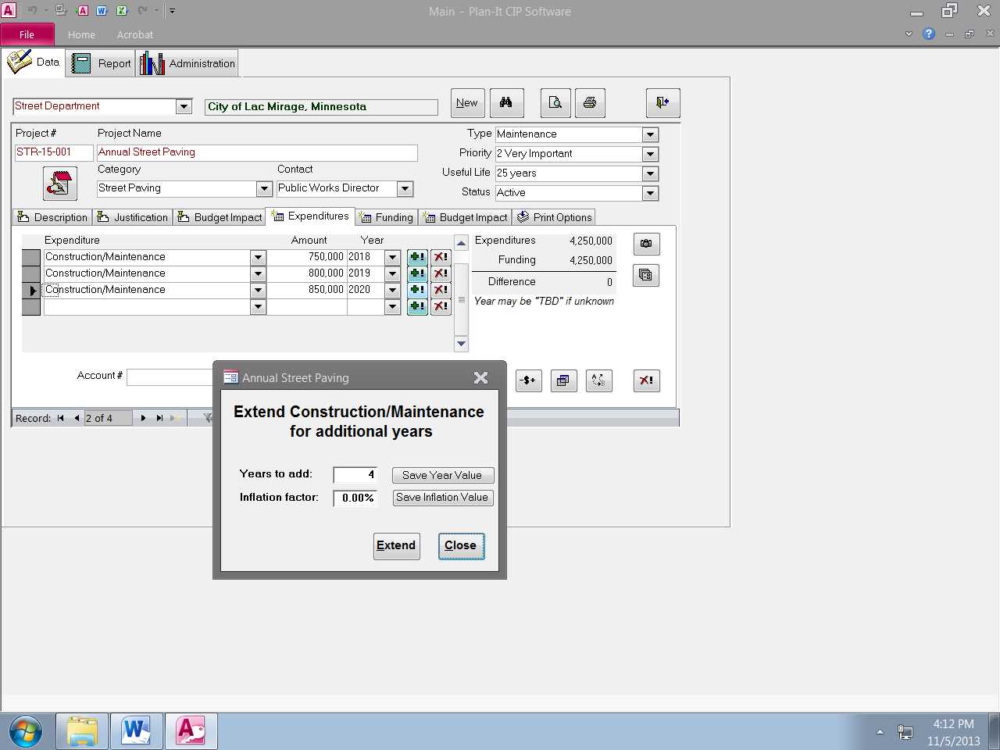 Main - Plan-It CIP Software
File Home Acrobat
Data Report Administration
Street Department City of Lac Mirage, Minnesota New
Project # Project Name Type Maintenance
STR-15-001 Annual Street Paving Priority 2 Very Important
Category Contact Useful Life 25 years
Street Paving Public Works Director Status Active
Description Justification Budget Impact Expenditures Funding Budget Impact Print Options
Expenditure Amount Year Expenditures 4,250,000
Construction/Maintenance 750,000 2018
Funding 4,250,000
Construction/Maintenance 800,000 2019
Difference 0
Construction/Maintenance 850,000 2020
Year may be "TBD" if unknown
Account #
-$+
Record: 2 of 4
Annual Street Paving
Extend Construction/Maintenance
for additional years
Years to add: 4 Save Year Value
Inflation factor: 0.00% Save Inflation Value
Extend Close
4:12 PM
11/5/2013